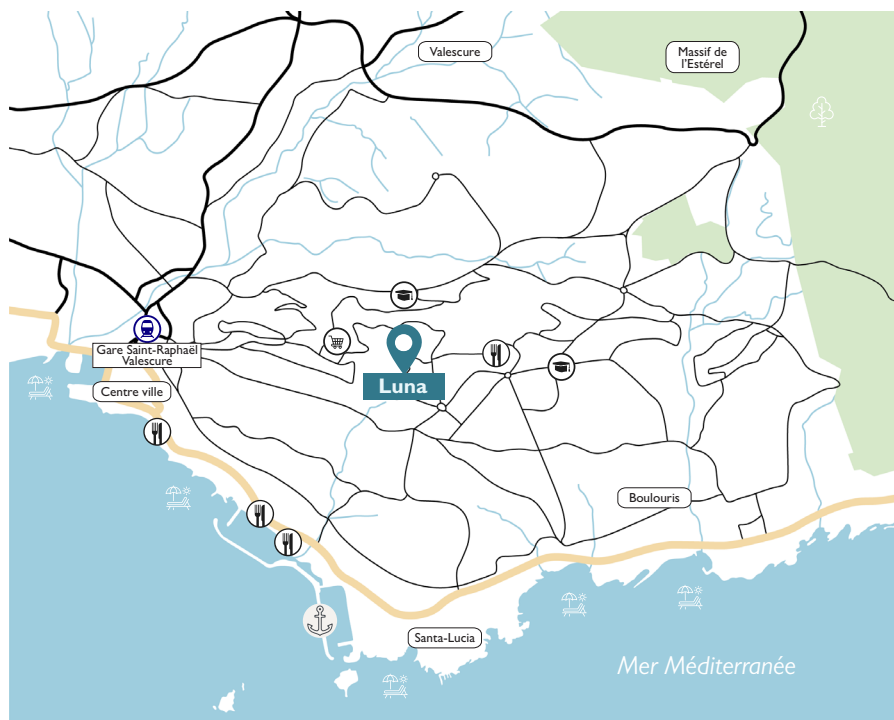 Valescure
Massif de
l'Estérel
Gare Saint-Raphaël
Valescure
Luna
Centre ville
Boulouris
Santa-Lucia
Mer Méditerranée